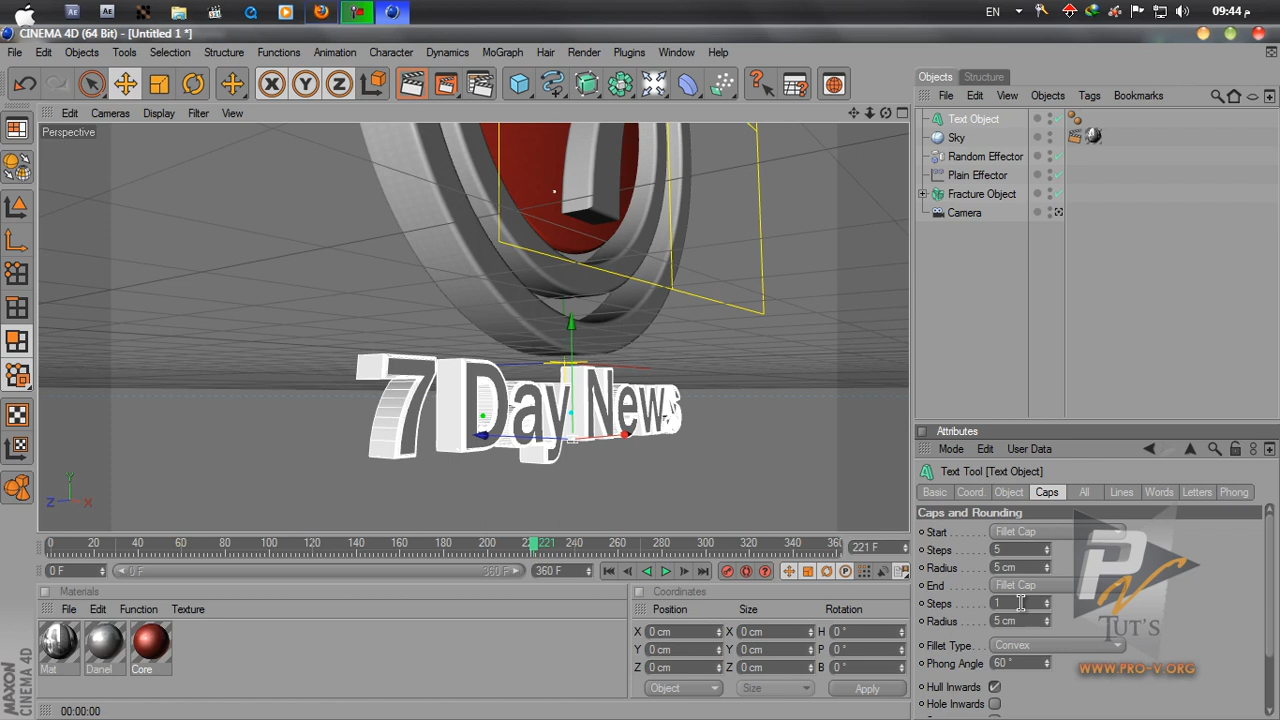 EN
09:44 م
CINEMA 4D (64 Bit) - [Untitled 1 *]
File Edit Objects Tools Selection Structure Functions Animation Character Dynamics MoGraph Hair Render Plugins Window Help
Edit Cameras Display Filter View
Perspective
7 Day News
Y
Z X
0 20 40 60 80 100 120 140 160 180 200 221 240 260 280 300 320 340
221 F
0 F
0 F
360 F
360 F
Materials
File Edit Function Texture
Mat
Danel
Core
Coordinates
Position Size Rotation
X 0 cm X 0 cm H 0 °
Y 0 cm Y 0 cm P 0 °
Z 0 cm Z 0 cm B 0 °
Object
Size
Apply
MAXON CINEMA 4D
00:00:00
Objects Structure
File Edit View Objects Tags Bookmarks
Text Object
Sky
Random Effector
Plain Effector
Fracture Object
Camera
Attributes
Mode Edit User Data
Text Tool [Text Object]
Basic Coord. Object Caps All Lines Words Letters Phong
Caps and Rounding
Start Fillet Cap
Steps 5
Radius 5 cm
End Fillet Cap
Steps 1
Radius 5 cm
Fillet Type Convex
Phong Angle 60 °
Hull Inwards
Hole Inwards
PV
TUT'S
WWW.PRO-V.ORG